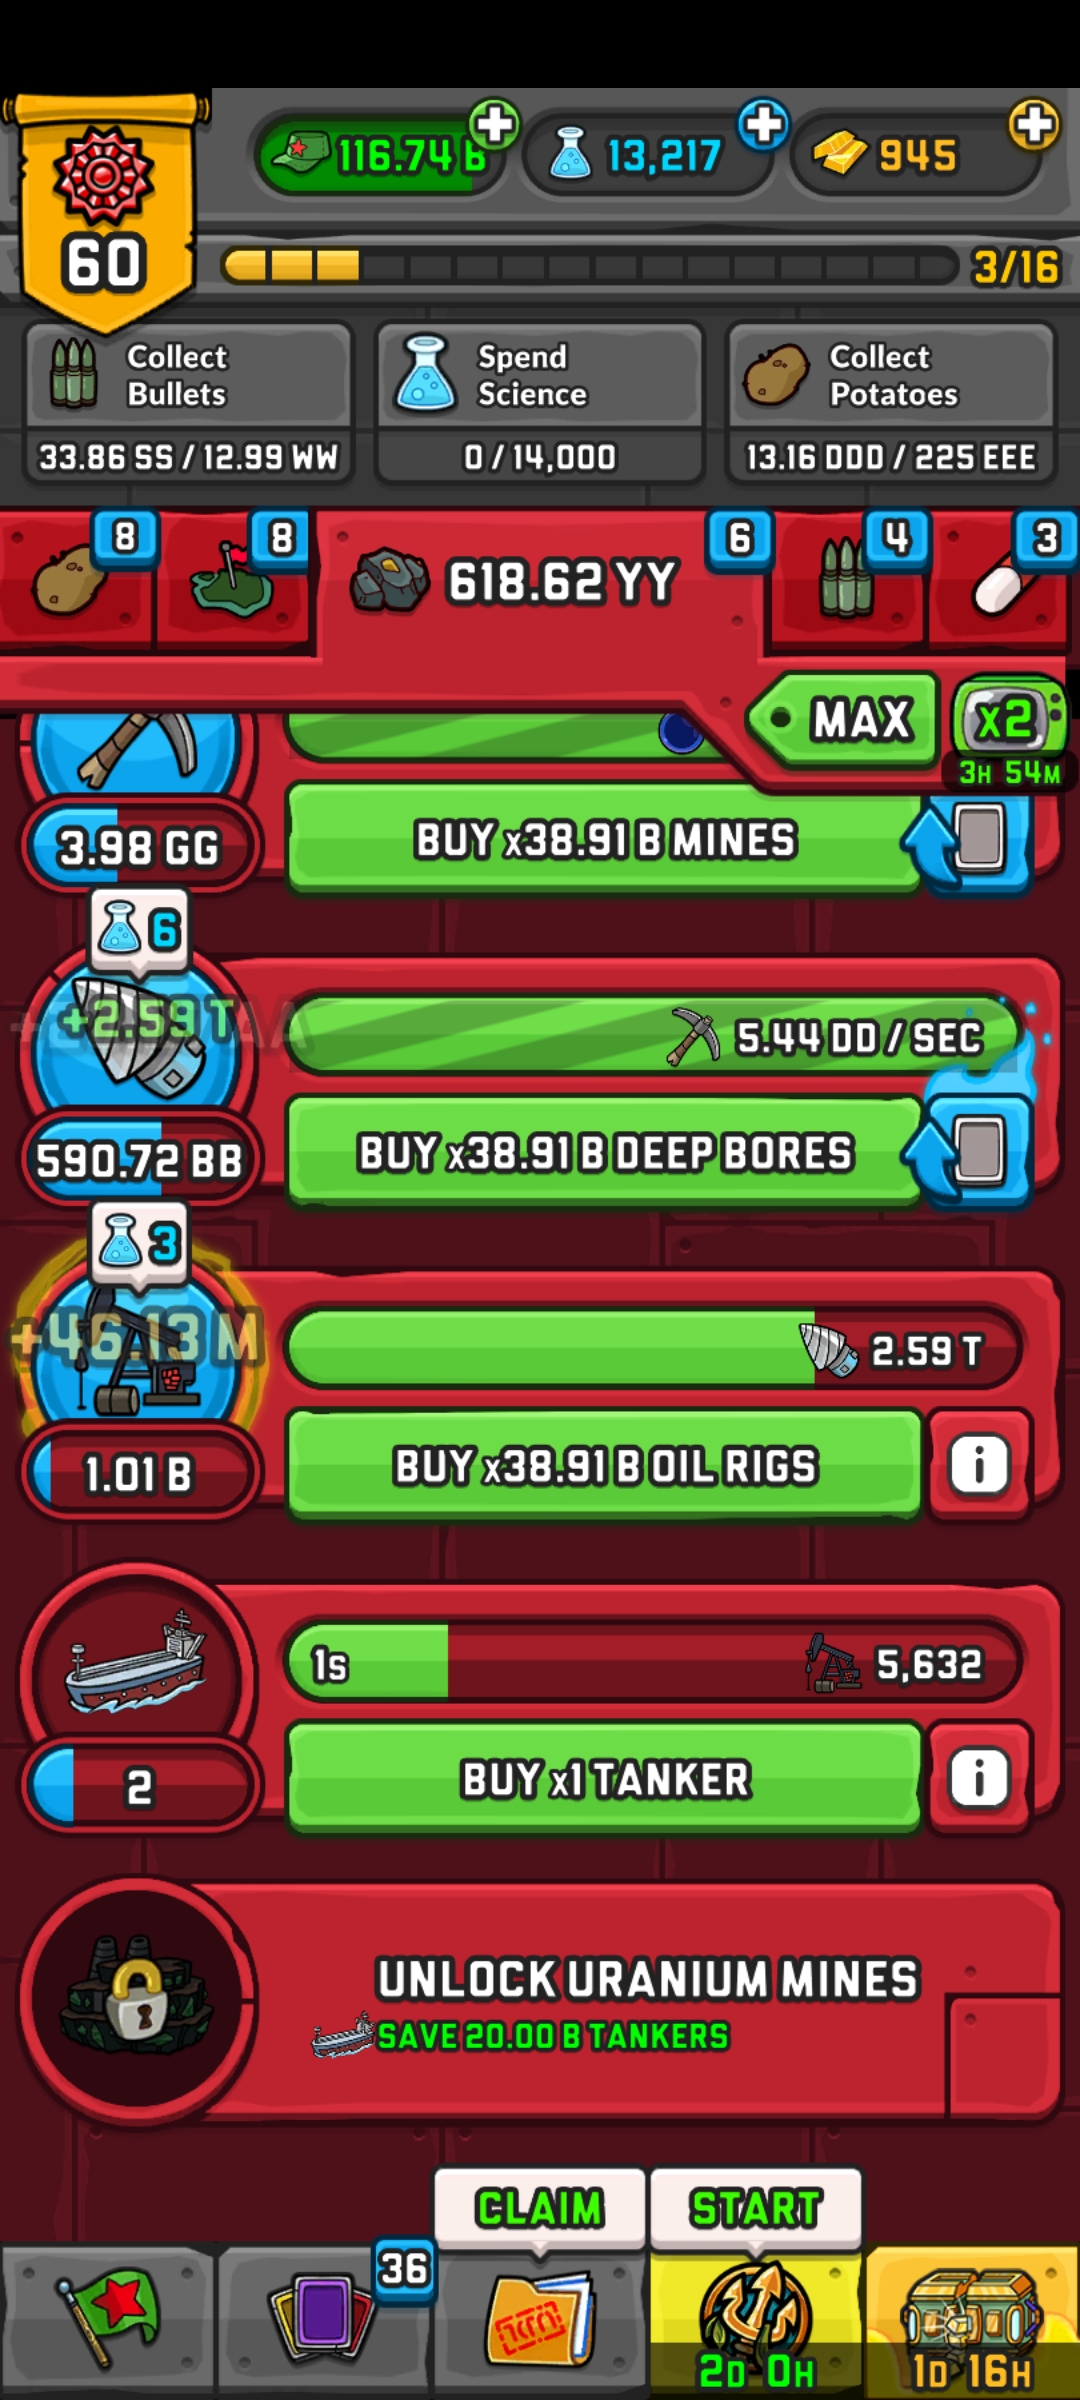 116.74 B
13,217
945
60
3/16
Collect
Bullets
Spend
Science
Collect
Potatoes
33.86 SS / 12.99 WW
0 / 14,000
13.16 DDD / 225 EEE
8
8
618.62 YY
6
4
3
MAX
x2
3H 54M
3.98 GG
BUY x38.91 B MINES
6
+2.59 T
5.44 DD / SEC
590.72 BB
BUY x38.91 B DEEP BORES
3
+46.13 M
2.59 T
1.01 B
BUY x38.91 B OIL RIGS
i
1s
5,632
2
BUY x1 TANKER
i
UNLOCK URANIUM MINES
SAVE 20.00 B TANKERS
CLAIM
START
36
2D 0H
1D 16H